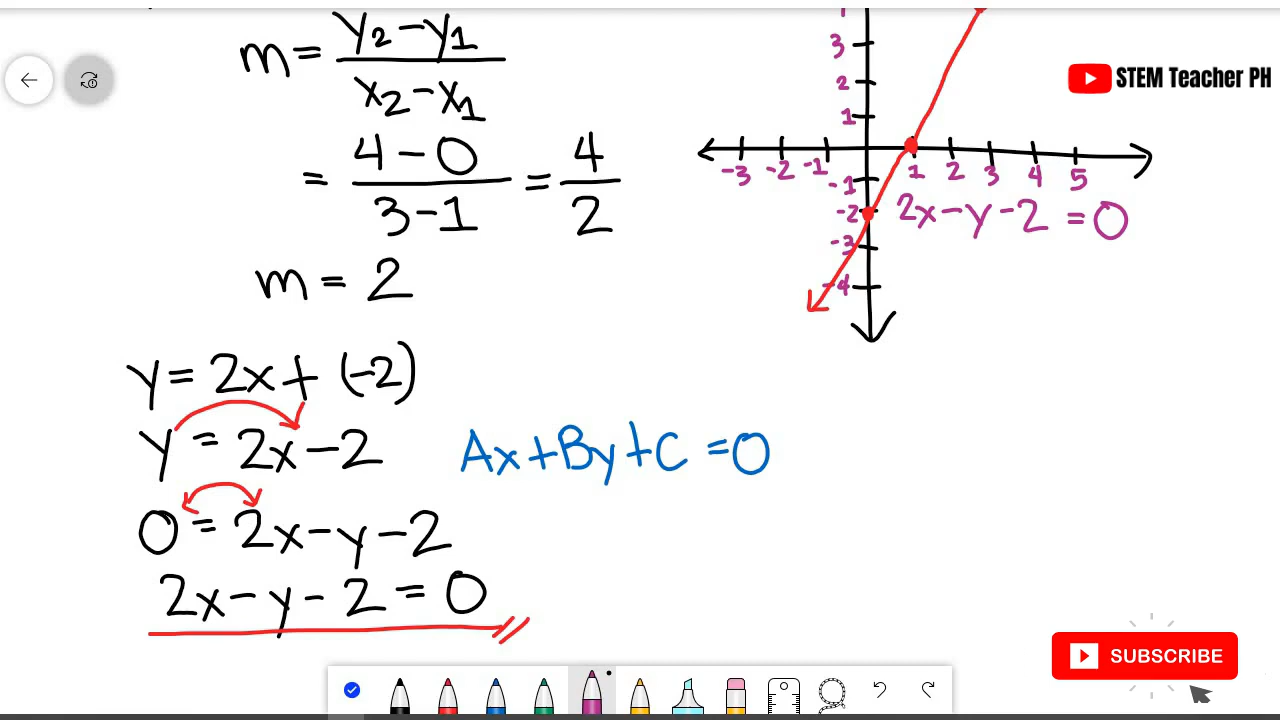 m = y2 − y1 / x2 − x1
= 4 − 0 / 3 − 1 = 4 / 2
m = 2
y = 2x + (−2)
y = 2x − 2
0 = 2x − y − 2
2x − y − 2 = 0
Ax + By + C = 0
3
2
1
-3 -2 -1 1 2 3 4 5
-1
-2
-3
-4
2x − y − 2 = 0
STEM Teacher PH
SUBSCRIBE